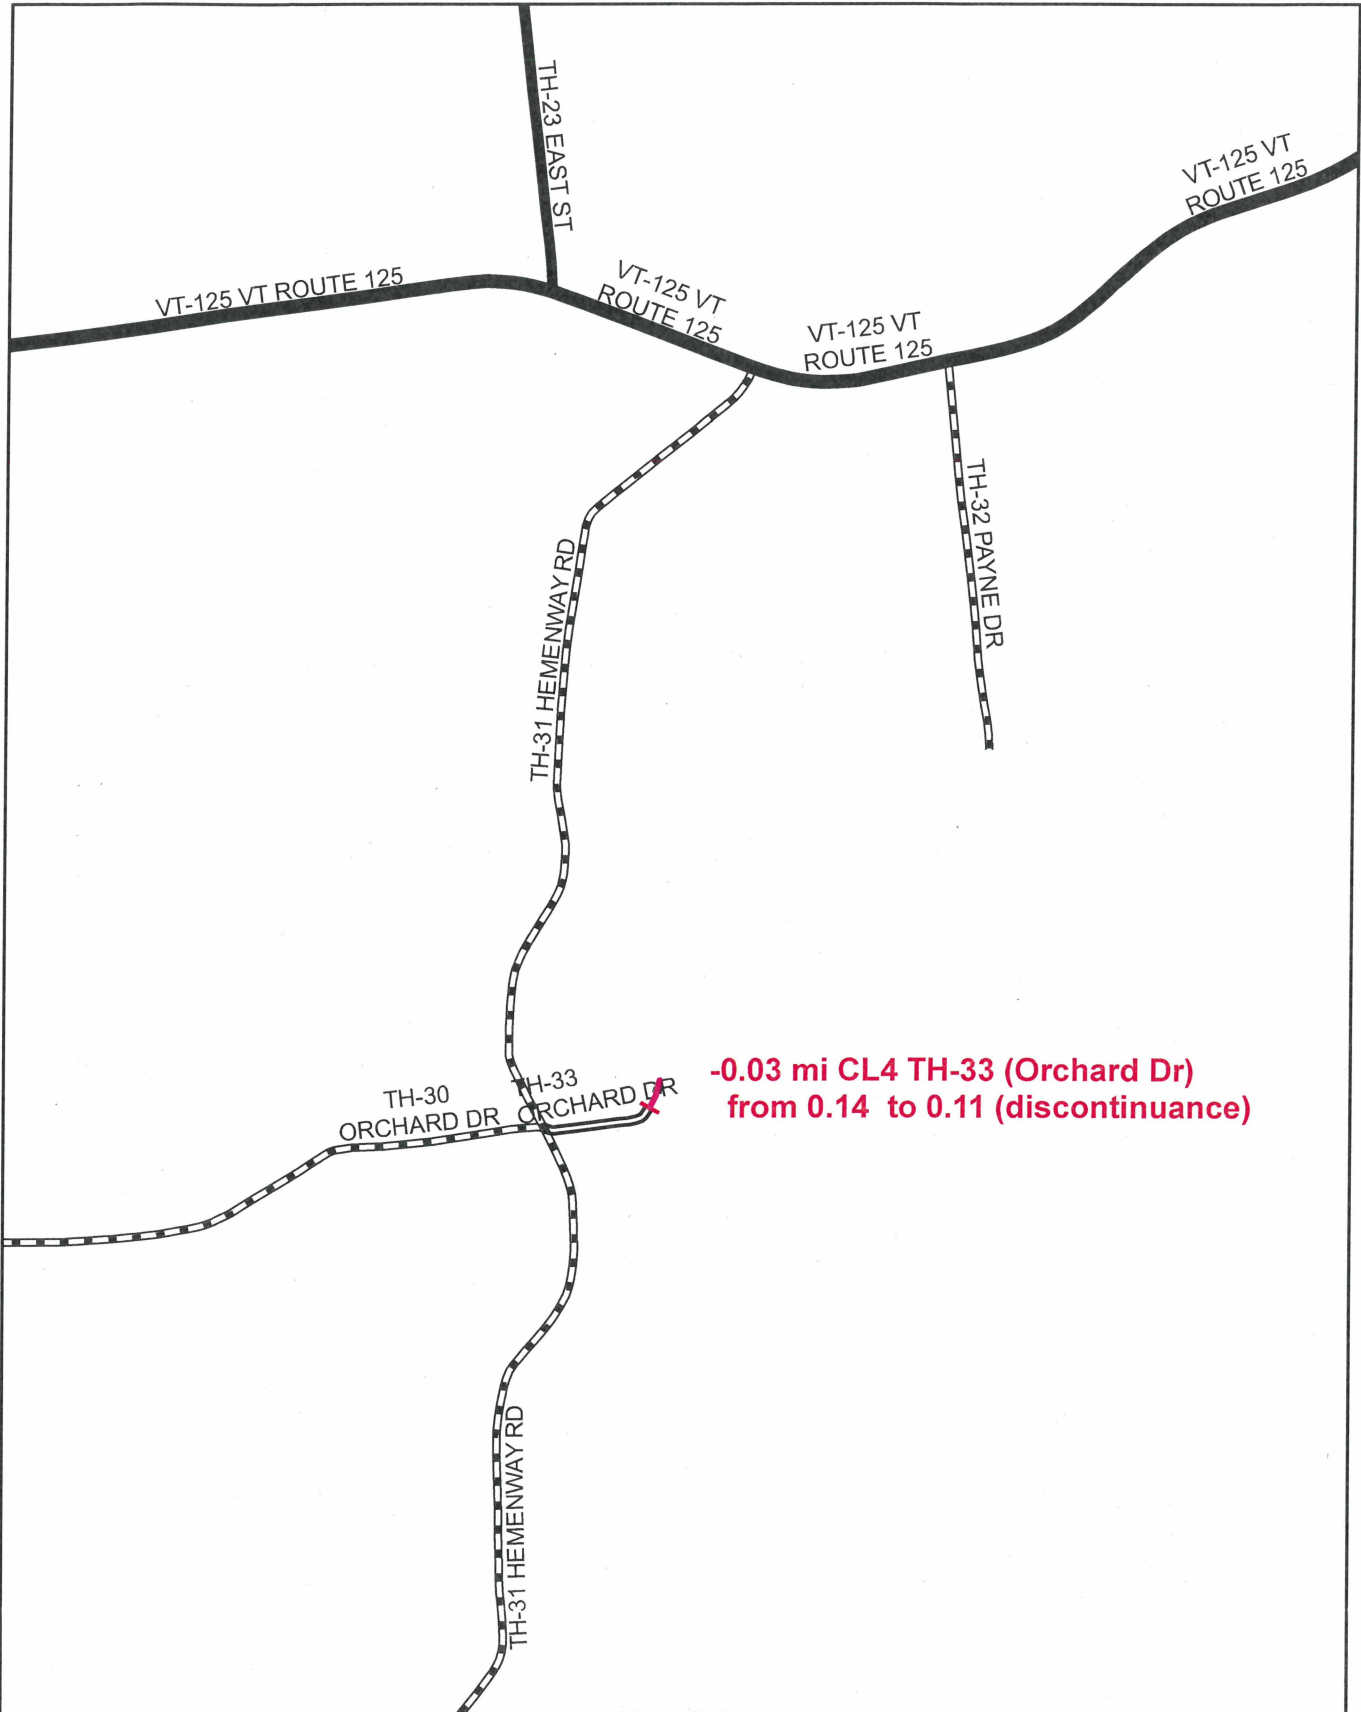 TH-23 EAST ST
VT-125 VT
ROUTE 125
VT-125 VT ROUTE 125
VT-125 VT
ROUTE 125
VT-125 VT
ROUTE 125
TH-32 PAYNE DR
TH-31 HEMENWAY RD
TH-33
ORCHARD DR
TH-30
ORCHARD DR
-0.03 mi CL4 TH-33 (Orchard Dr)
from 0.14 to 0.11 (discontinuance)
TH-31 HEMENWAY RD